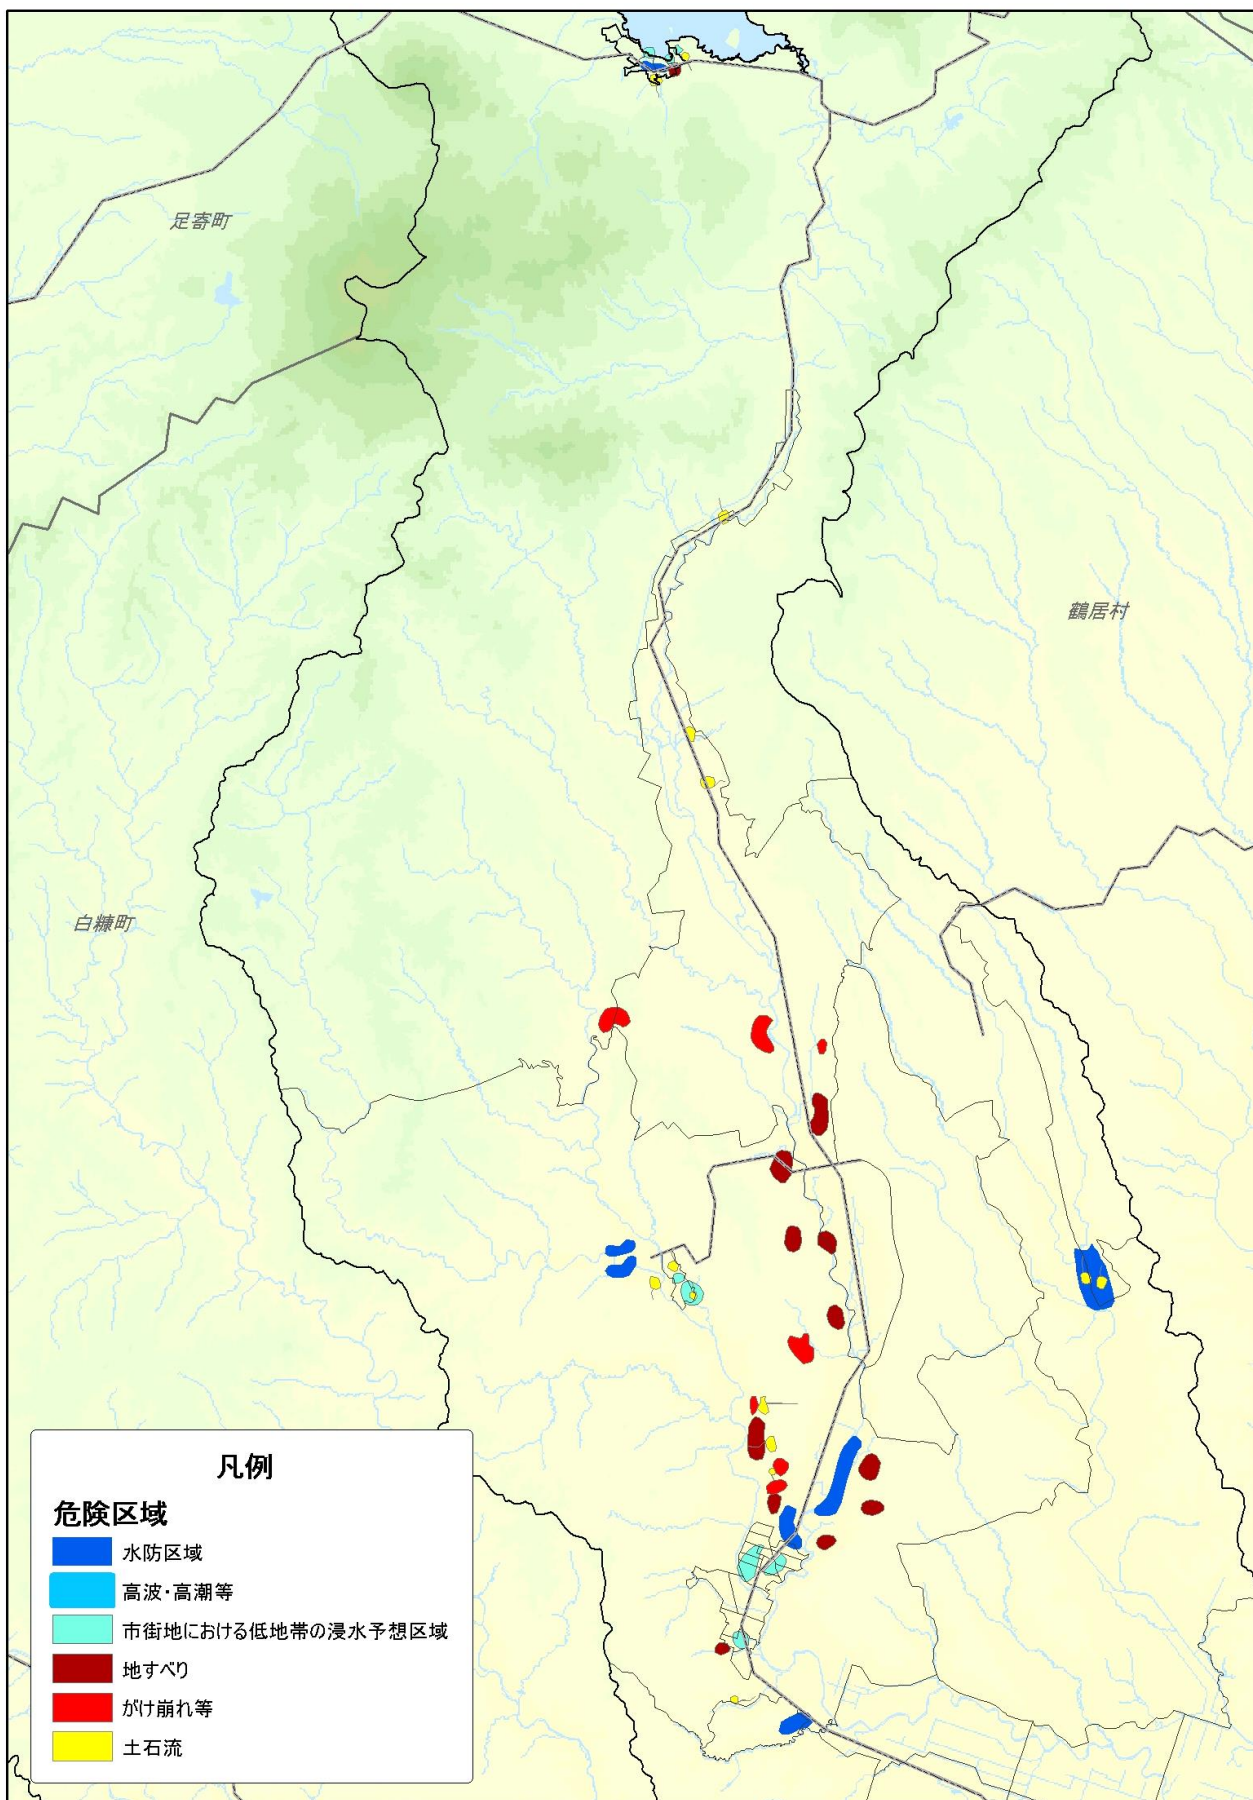 足寄町
鶴居村
白糠町
凡例
危険区域
水防区域
高波・高潮等
市街地における低地帯の浸水予想区域
地すべり
がけ崩れ等
土石流